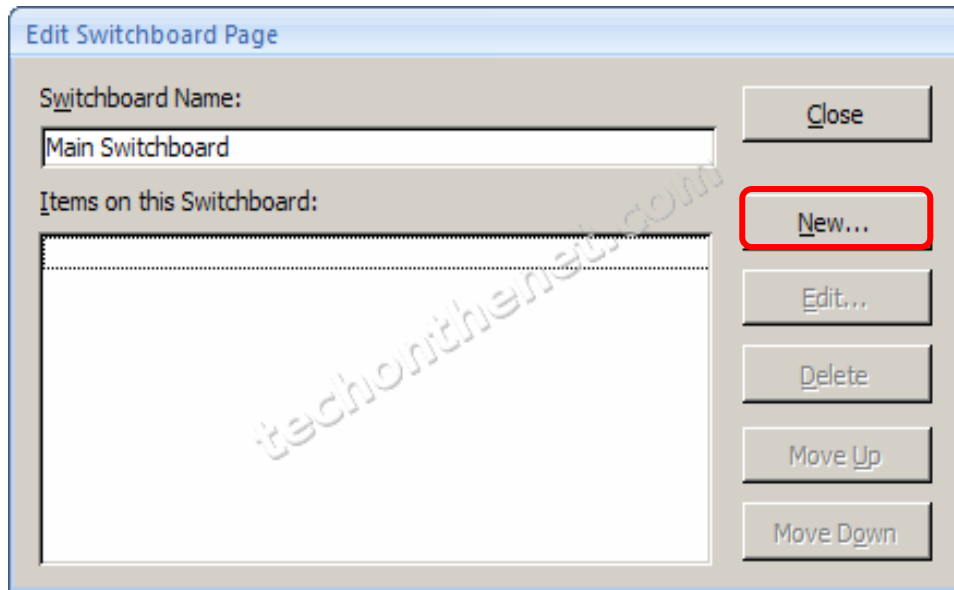 Edit Switchboard Page
Switchboard Name:
Close
Main Switchboard
Items on this Switchboard:
New...
Edit...
Delete
Move Up
Move Down
techonthenet.com